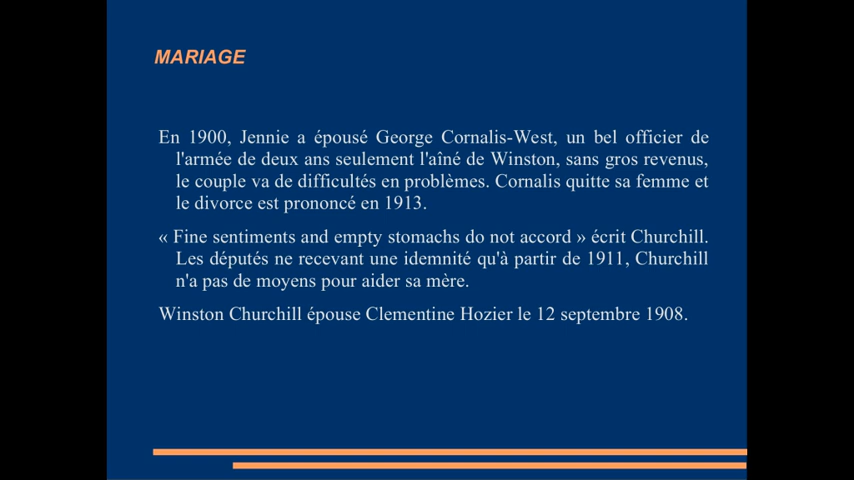 MARIAGE
En 1900, Jennie a épousé George Cornalis-West, un bel officier de
l'armée de deux ans seulement l'aîné de Winston, sans gros revenus,
le couple va de difficultés en problèmes. Cornalis quitte sa femme et
le divorce est prononcé en 1913.
« Fine sentiments and empty stomachs do not accord » écrit Churchill.
Les députés ne recevant une idemnité qu'à partir de 1911, Churchill
n'a pas de moyens pour aider sa mère.
Winston Churchill épouse Clementine Hozier le 12 septembre 1908.